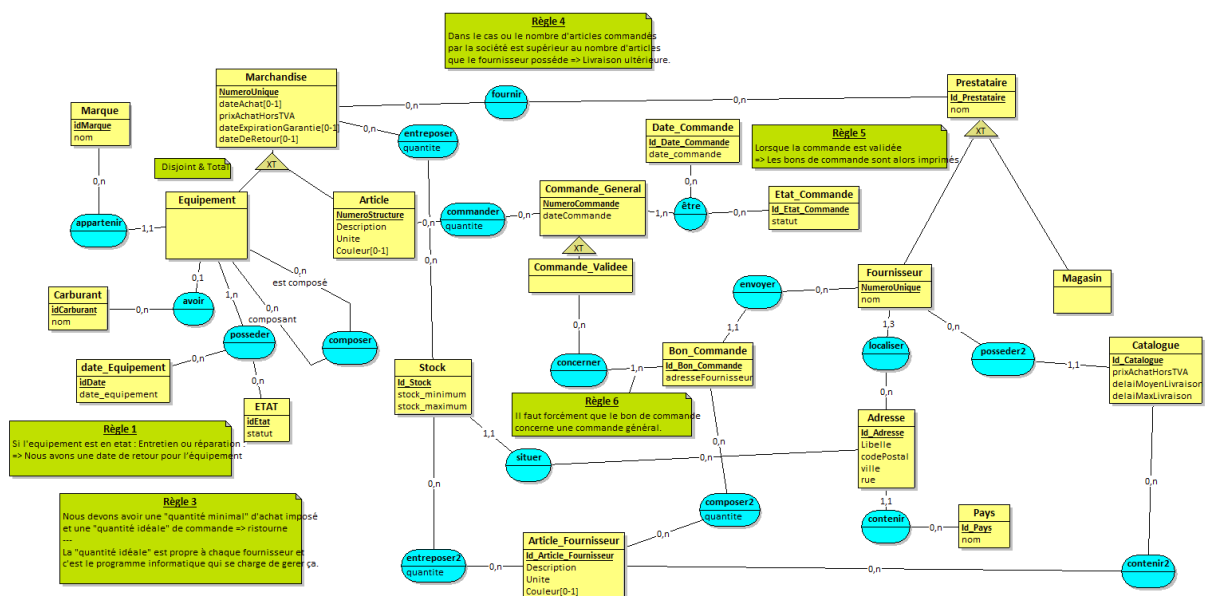 Règle 4
Dans le cas ou le nombre d'articles commandés
par la société est supérieur au nombre d'articles
que le fournisseur possède => Livraison ultérieure.
Marchandise
NumeroUnique
dateAchat[0-1]
prixAchatHorsTVA
dateExpirationGarantie[0-1]
dateDeRetour[0-1]
0,n
fournir
0,n
Prestataire
Id_Prestataire
nom
XT
Marque
idMarque
nom
0,n
entreposer
quantite
Date_Commande
Id_Date_Commande
date_commande
Règle 5
Lorsque la commande est validée
=> Les bons de commande sont alors imprimés
Disjoint & Total
XT
0,n
0,n
0,n
Equipement
Article
NumeroStructure
Description
Unite
Couleur[0-1]
0,n
commander
quantite
0,n
Commande_General
NumeroCommande
dateCommande
1,n
être
0,n
Etat_Commande
Id_Etat_Commande
statut
appartenir
1,1
XT
Commande_Validee
0,n
est composé
0,1
1,n
Carburant
idCarburant
nom
0,n
avoir
0,n
composant
envoyer
0,n
Fournisseur
NumeroUnique
nom
Magasin
posseder
composer
1,1
0,n
1,3
0,n
date_Equipement
idDate
date_equipement
0,n
0,n
Stock
Id_Stock
stock_minimum
stock_maximum
concerner
1,n
Bon_Commande
Id_Bon_Commande
adresseFournisseur
localiser
posseder2
1,1
Catalogue
Id_Catalogue
prixAchatHorsTVA
delaiMoyenLivraison
delaiMaxLivraison
ETAT
idEtat
statut
0,n
Règle 6
Il faut forcément que le bon de commande
concerne une commande général.
Règle 1
Si l'equipement est en etat : Entretien ou réparation :
=> Nous avons une date de retour pour l'équipement
1,1
situer
0,n
0,n
Adresse
Id_Adresse
Libelle
codePostal
ville
rue
Règle 3
Nous devons avoir une "quantité minimal" d'achat imposé
et une "quantité idéale" de commande => ristourne
---
La "quantité idéale" est propre à chaque fournisseur et
c'est le programme informatique qui se charge de gerer ça.
0,n
composer2
quantite
1,1
contenir
0,n
Pays
Id_Pays
nom
0,n
0,n
entreposer2
quantite
0,n
Article_Fournisseur
Id_Article_Fournisseur
Description
Unite
Couleur[0-1]
0,n
contenir2